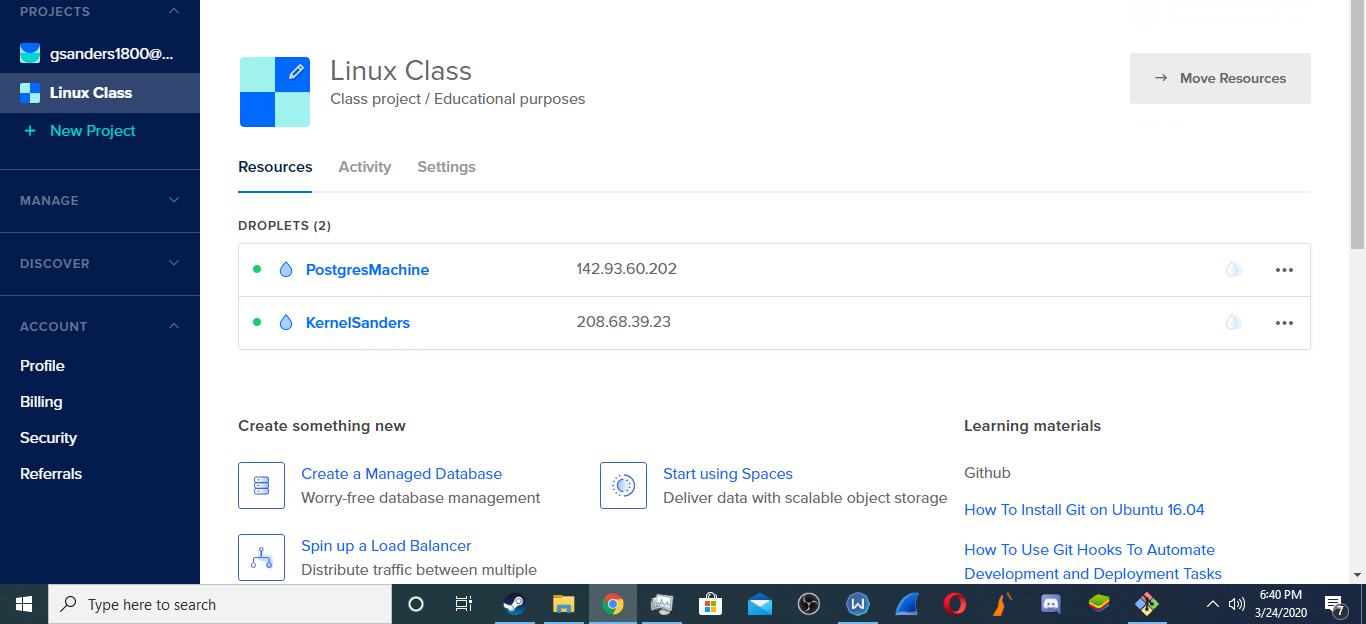 PROJECTS
gsanders1800@...
Linux Class
+ New Project
MANAGE
DISCOVER
ACCOUNT
Profile
Billing
Security
Referrals
Linux Class
Class project / Educational purposes
→ Move Resources
Resources Activity Settings
DROPLETS (2)
PostgresMachine 142.93.60.202 •••
KernelSanders 208.68.39.23 •••
Create something new
Create a Managed Database
Worry-free database management
Start using Spaces
Deliver data with scalable object storage
Spin up a Load Balancer
Distribute traffic between multiple
Learning materials
Github
How To Install Git on Ubuntu 16.04
How To Use Git Hooks To Automate
Development and Deployment Tasks
Type here to search
6:40 PM
3/24/2020
7